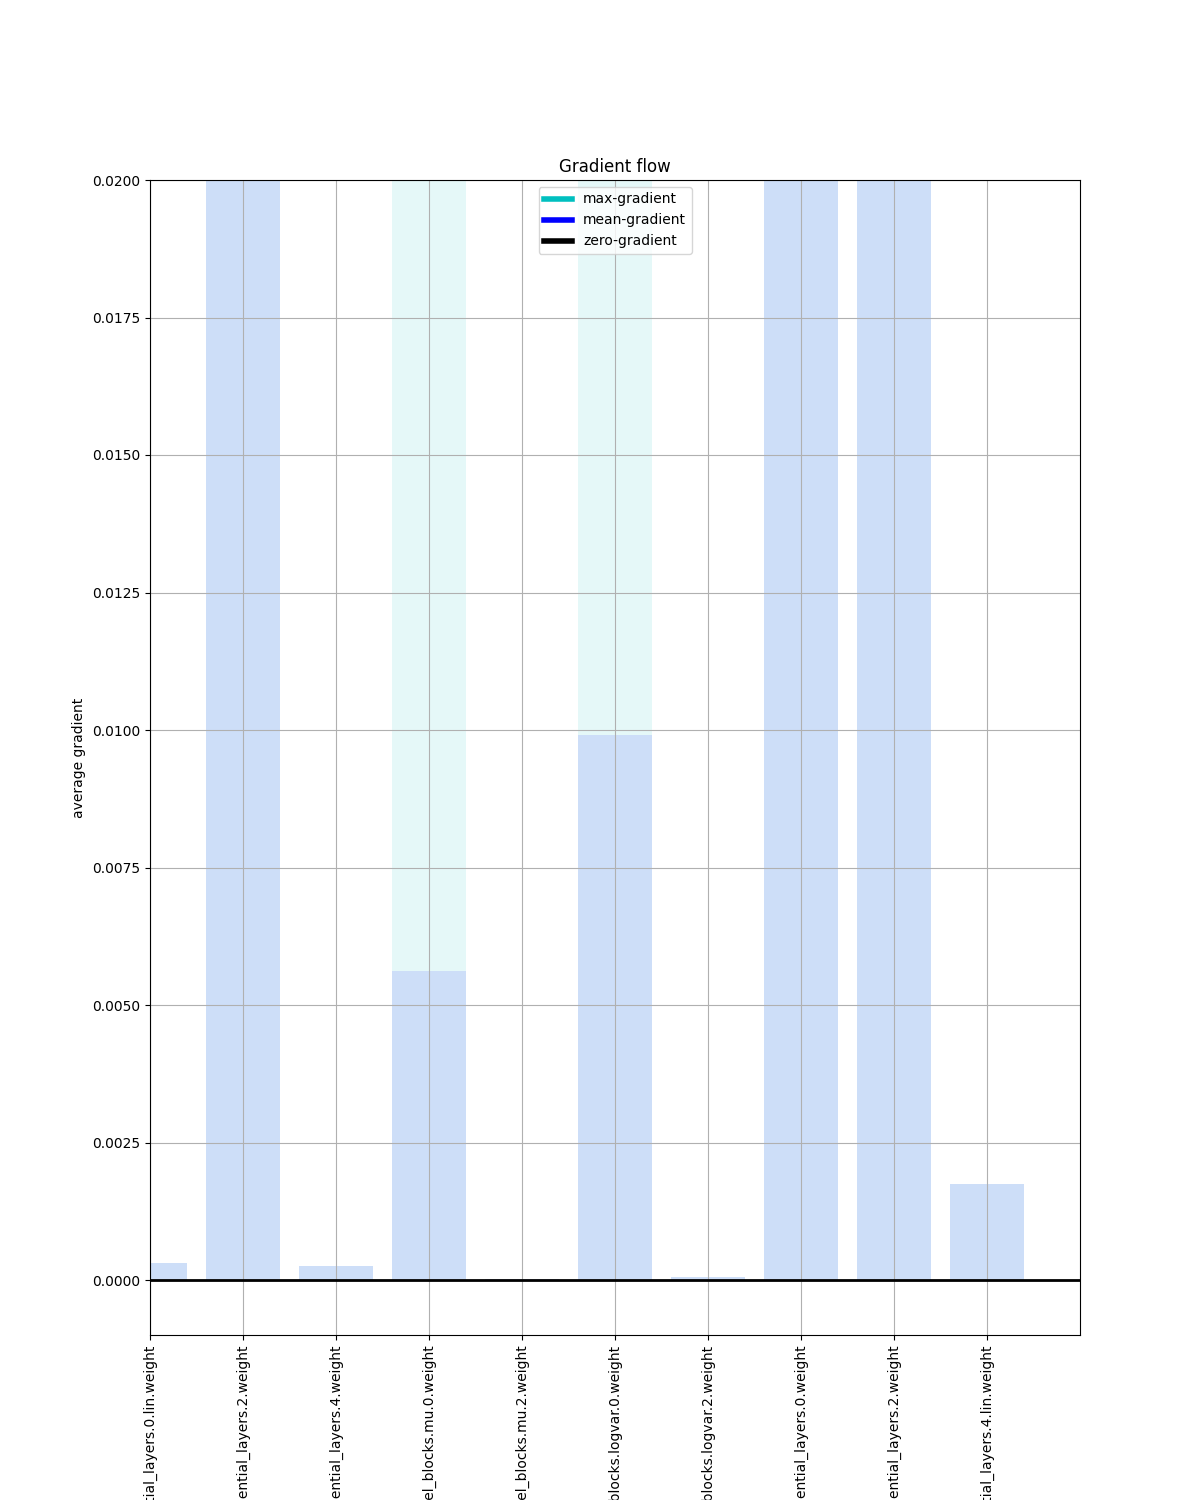 Gradient flow
max-gradient
mean-gradient
zero-gradient
0.0200
0.0175
0.0150
0.0125
0.0100
0.0075
0.0050
0.0025
0.0000
average gradient
tial_layers.0.lin.weight
ential_layers.2.weight
ential_layers.4.weight
el_blocks.mu.0.weight
el_blocks.mu.2.weight
blocks.logvar.0.weight
blocks.logvar.2.weight
ential_layers.0.weight
ential_layers.2.weight
tial_layers.4.lin.weight